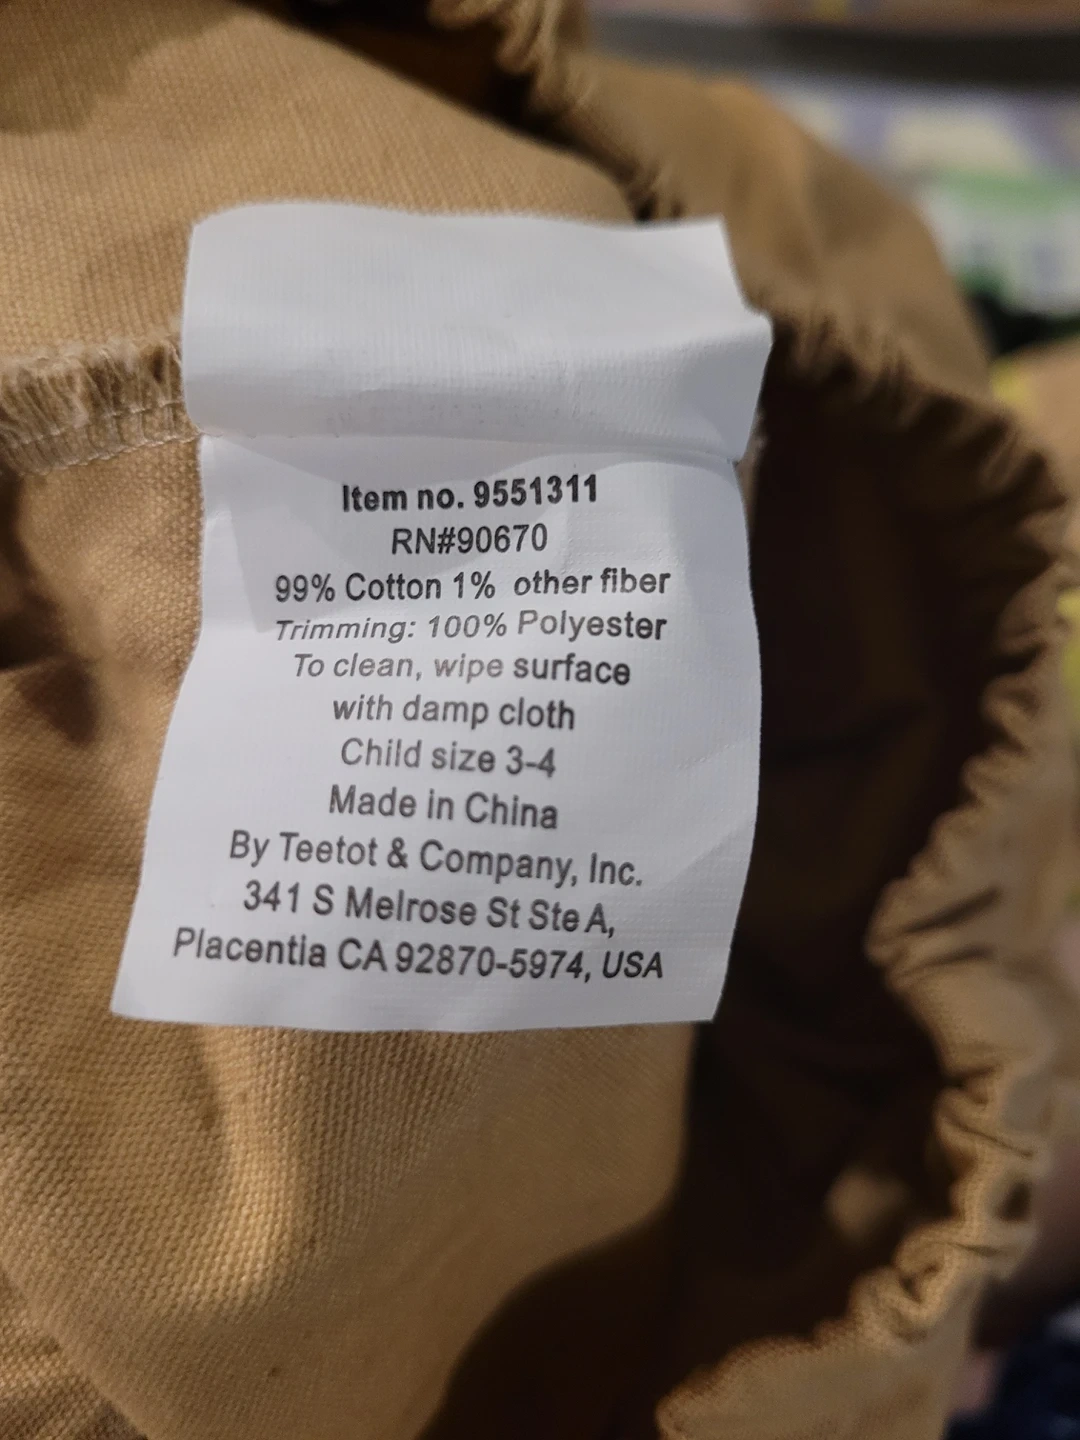 Item no. 9551311
RN#90670
99% Cotton 1% other fiber
Trimming: 100% Polyester
To clean, wipe surface
with damp cloth
Child size 3-4
Made in China
By Teetot & Company, Inc.
341 S Melrose St Ste A,
Placentia CA 92870-5974, USA